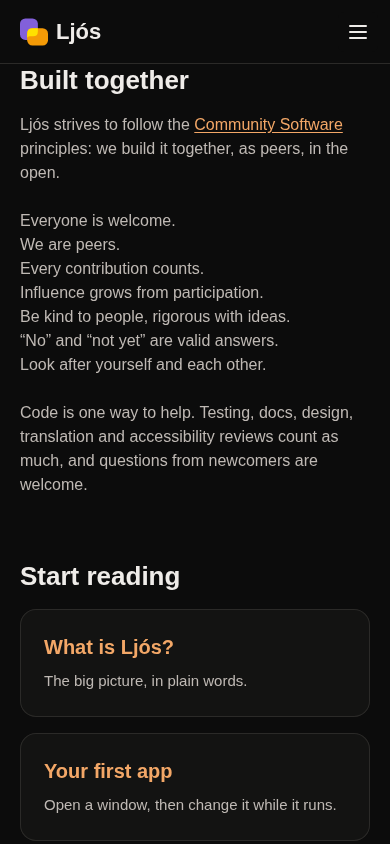 Ljós
Built together
Ljós strives to follow the Community Software
principles: we build it together, as peers, in the
open.
Everyone is welcome.
We are peers.
Every contribution counts.
Influence grows from participation.
Be kind to people, rigorous with ideas.
“No” and “not yet” are valid answers.
Look after yourself and each other.
Code is one way to help. Testing, docs, design,
translation and accessibility reviews count as
much, and questions from newcomers are
welcome.
Start reading
What is Ljós?
The big picture, in plain words.
Your first app
Open a window, then change it while it runs.